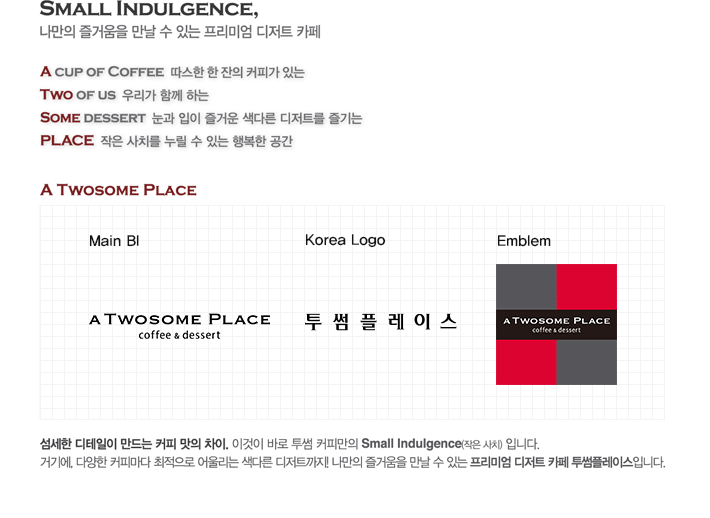 SMALL INDULGENCE,
나만의 즐거움을 만날 수 있는 프리미엄 디저트 카페
A CUP OF COFFEE 따스한 한 잔의 커피가 있는
TWO OF US 우리가 함께 하는
SOME DESSERT 눈과 입이 즐거운 색다른 디저트를 즐기는
PLACE 작은 사치를 누릴 수 있는 행복한 공간
A TWOSOME PLACE
Main BI
Korea Logo
Emblem
A TWOSOME PLACE
coffee & dessert
투썸플레이스
A TWOSOME PLACE
coffee & dessert
섬세한 디테일이 만드는 커피 맛의 차이. 이것이 바로 투썸 커피만의 Small Indulgence(작은 사치) 입니다.
거기에, 다양한 커피마다 최적으로 어울리는 색다른 디저트까지! 나만의 즐거움을 만날 수 있는 프리미엄 디저트 카페 투썸플레이스입니다.